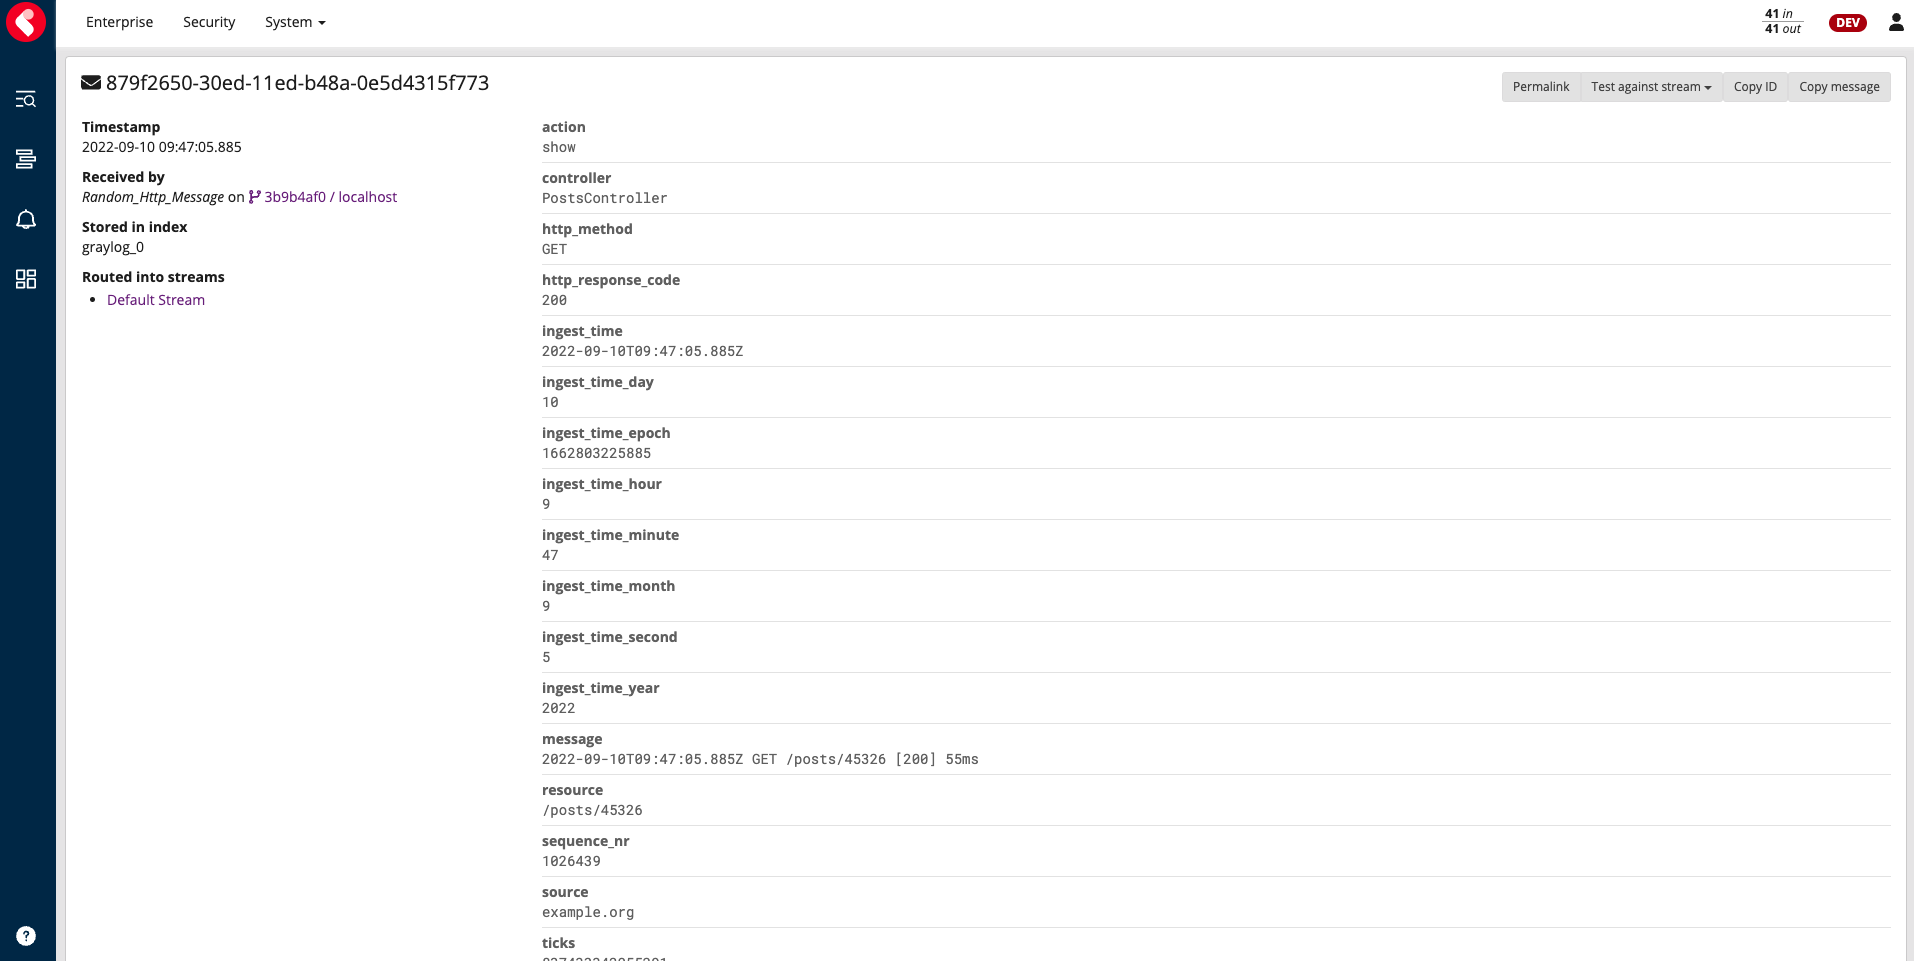 Enterprise Security System
41 in
41 out
DEV
879f2650-30ed-11ed-b48a-0e5d4315f773
Permalink Test against stream Copy ID Copy message
Timestamp
2022-09-10 09:47:05.885
Received by
Random_Http_Message on 3b9b4af0 / localhost
Stored in index
graylog_0
Routed into streams
Default Stream
action
show
controller
PostsController
http_method
GET
http_response_code
200
ingest_time
2022-09-10T09:47:05.885Z
ingest_time_day
10
ingest_time_epoch
1662803225885
ingest_time_hour
9
ingest_time_minute
47
ingest_time_month
9
ingest_time_second
5
ingest_time_year
2022
message
2022-09-10T09:47:05.885Z GET /posts/45326 [200] 55ms
resource
/posts/45326
sequence_nr
1026439
source
example.org
ticks
?